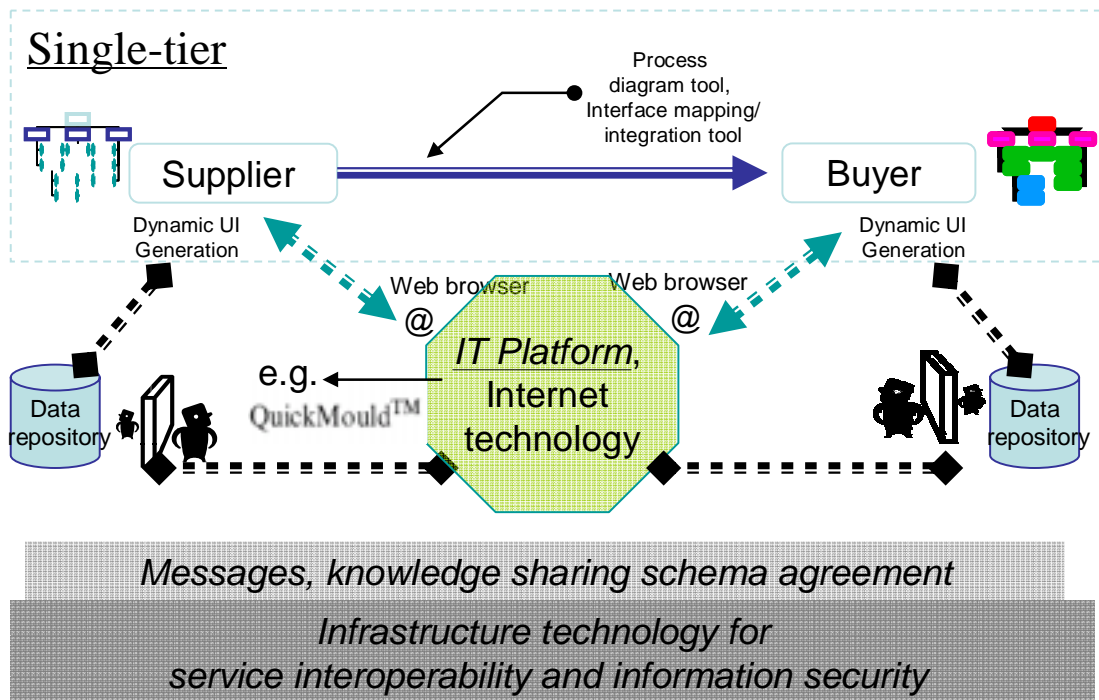 Single-tier
Process
diagram tool,
Interface mapping/
integration tool
Supplier
Buyer
Dynamic UI
Generation
Dynamic UI
Generation
Web browser
@
Web browser
@
IT Platform,
Internet
technology
e.g.
QuickMould™
Data
repository
Data
repository
Messages, knowledge sharing schema agreement
Infrastructure technology for
service interoperability and information security